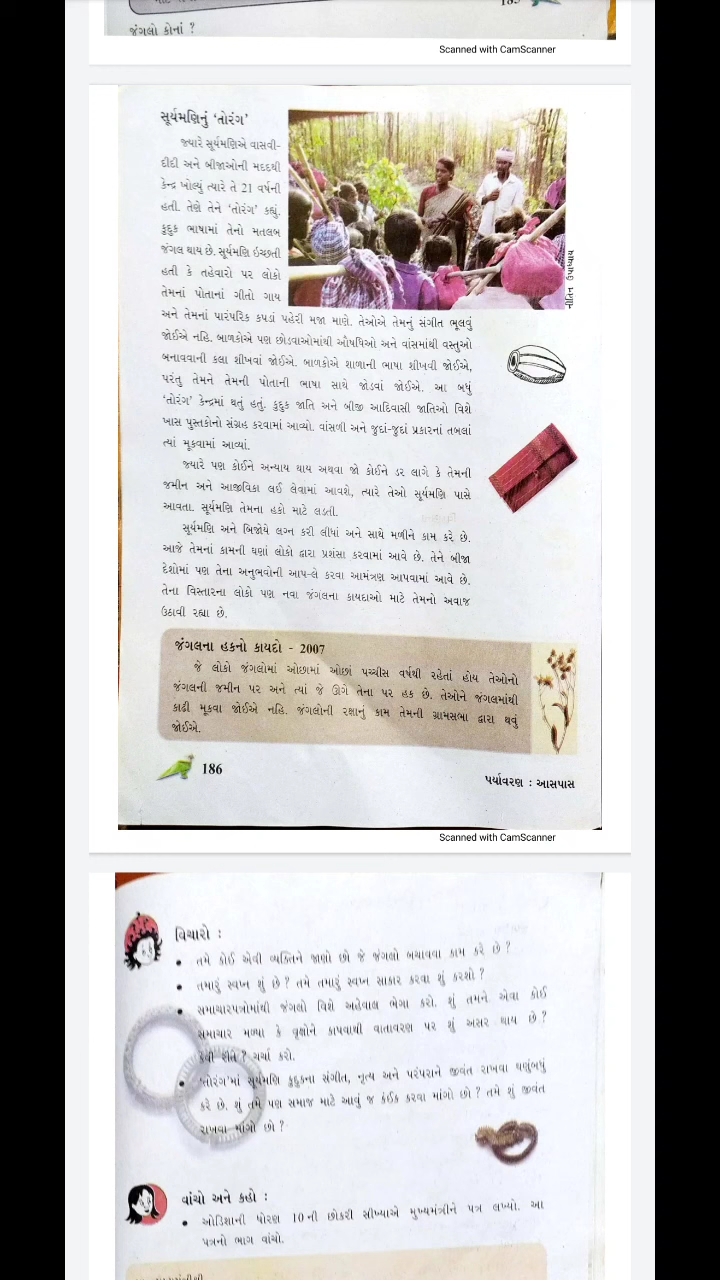 185
જંગલો કોનાં ?
Scanned with CamScanner
સૂર્યમણિનું ‘તોરંગ’
જ્યારે સૂર્યમણિએ વાસવી-
દીદી અને બીજાઓની મદદથી
કેન્દ્ર ખોલ્યું ત્યારે તે 21 વર્ષની
હતી. તેણે તેને ‘તોરંગ’ કહ્યું.
કુડુક ભાષામાં તેનો મતલબ
જંગલ થાય છે. સૂર્યમણિ ઇચ્છતી
હતી કે તહેવારો પર લોકો
તેમનાં પોતાનાં ગીતો ગાય
નીતિન ઉપાધ્યાય
અને તેમનાં પારંપરિક કપડાં પહેરી મજા માણે. તેઓએ તેમનું સંગીત ભૂલવું
જોઈએ નહિ. બાળકોએ પણ છોડવાઓમાંથી ઔષધિઓ અને વાંસમાંથી વસ્તુઓ
બનાવવાની કલા શીખવાં જોઈએ. બાળકોએ શાળાની ભાષા શીખવી જોઈએ,
પરંતુ તેમને તેમની પોતાની ભાષા સાથે જોડવાં જોઈએ. આ બધું
‘તોરંગ’ કેન્દ્રમાં થતું હતું. કુડુક જાતિ અને બીજી આદિવાસી જાતિઓ વિશે
ખાસ પુસ્તકોનો સંગ્રહ કરવામાં આવ્યો. વાંસળી અને જુદાં-જુદાં પ્રકારનાં તબલાં
ત્યાં મૂકવામાં આવ્યાં.
જ્યારે પણ કોઈને અન્યાય થાય અથવા જો કોઈને ડર લાગે કે તેમની
જમીન અને આજીવિકા લઈ લેવામાં આવશે, ત્યારે તેઓ સૂર્યમણિ પાસે
આવતા. સૂર્યમણિ તેમના હકો માટે લડતી.
સૂર્યમણિ અને બિજોયે લગ્ન કરી લીધાં અને સાથે મળીને કામ કરે છે.
આજે તેમનાં કામની ઘણાં લોકો દ્વારા પ્રશંસા કરવામાં આવે છે. તેને બીજા
દેશોમાં પણ તેના અનુભવોની આપ-લે કરવા આમંત્રણ આપવામાં આવે છે.
તેના વિસ્તારના લોકો પણ નવા જંગલના કાયદાઓ માટે તેમનો અવાજ
ઉઠાવી રહ્યા છે.
જંગલના હકનો કાયદો - 2007
જે લોકો જંગલોમાં ઓછામાં ઓછાં પચ્ચીસ વર્ષથી રહેતાં હોય તેઓનો
જંગલની જમીન પર અને ત્યાં જે ઊગે તેના પર હક છે. તેઓને જંગલમાંથી
કાઢી મૂકવા જોઈએ નહિ. જંગલોની રક્ષાનું કામ તેમની ગ્રામસભા દ્વારા થવું
જોઈએ.
186
પર્યાવરણ : આસપાસ
Scanned with CamScanner
વિચારો :
• તમે કોઈ એવી વ્યક્તિને જાણો છો જે જંગલો બચાવવા કામ કરે છે ?
• તમારું સ્વપ્ન શું છે ? તમે તમારું સ્વપ્ન સાકાર કરવા શું કરશો ?
• સમાચારપત્રોમાંથી જંગલો વિશે અહેવાલ ભેગા કરો. શું તમને એવા કોઈ
સમાચાર મળ્યા કે વૃક્ષોને કાપવાથી વાતાવરણ પર શું અસર થાય છે ?
કેવી રીતે ? ચર્ચા કરો.
• ‘તોરંગ’માં સૂર્યમણિ કુડુકના સંગીત, નૃત્ય અને પરંપરાને જીવંત રાખવા ઘણુંબધું
કરે છે. શું તમે પણ સમાજ માટે આવું જ કંઈક કરવા માંગો છો ? તમે શું જીવંત
રાખવા માંગો છો ?
વાંચો અને કહો :
• ઓડિશાની ધોરણ 10ની છોકરી સીખ્યાએ મુખ્યમંત્રીને પત્ર લખ્યો. આ
પત્રનો ભાગ વાંચો.